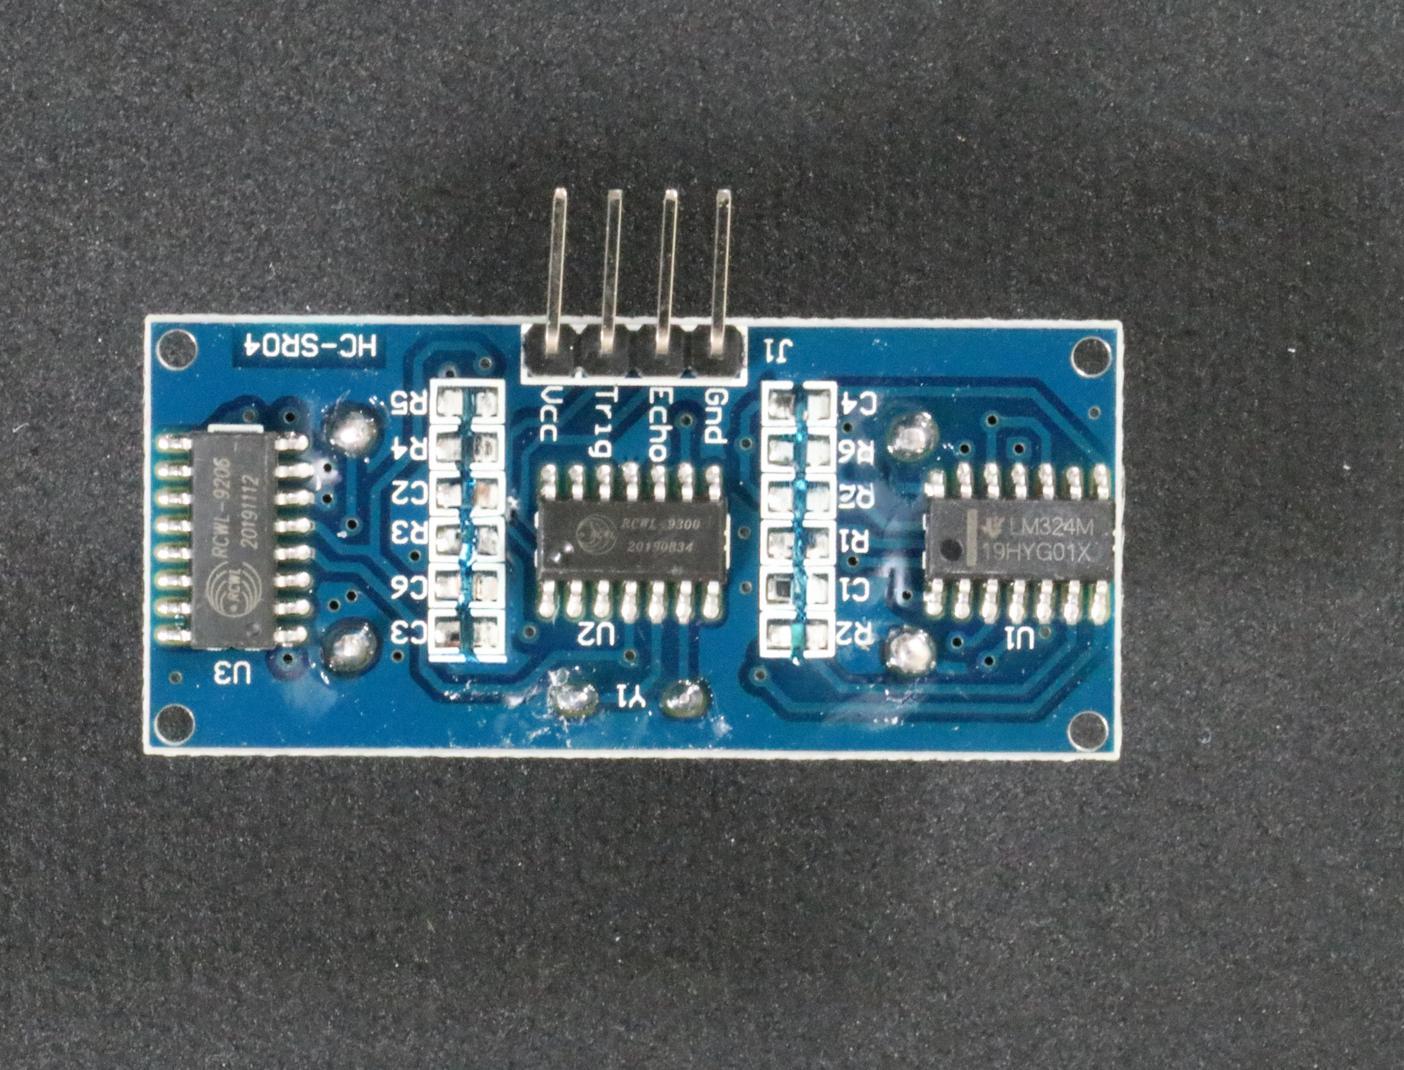 HC-SR04
J1
Vcc
Trig
Echo
Gnd
R5
R4
C2
R3
C6
C3
C4
R6
R2
R1
C1
R2
RCWL-9206
20191112
RCWL
U3
RCWL-9300
U2
LM324M
19HYG01X
U1
Y1